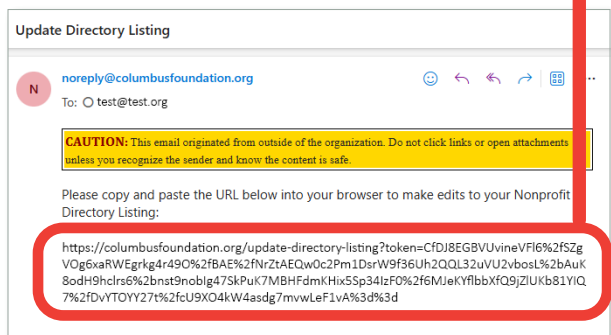 Update Directory Listing
N
noreply@columbusfoundation.org
To: test@test.org
CAUTION: This email originated from outside of the organization. Do not click links or open attachments
unless you recognize the sender and know the content is safe.
Please copy and paste the URL below into your browser to make edits to your Nonprofit
Directory Listing:
https://columbusfoundation.org/update-directory-listing?token=CfDJ8EGBVUvineVFl6%2fSZg
VOg6xaRWEgrkg4r49O%2fBAE%2fNrZtAEQw0c2Pm1DsrW9f36Uh2QQL32uVU2vbosL%2bAuK
8odH9hclrs6%2bnst9nobIg47SkPuK7MBHFdmKHix5Sp34IzF0%2f6MJeKYflbbXfQ9jZlUKb81YIQ
7%2fDvYTOYY27t%2fcU9XO4kW4asdg7mvwLeF1vA%3d%3d